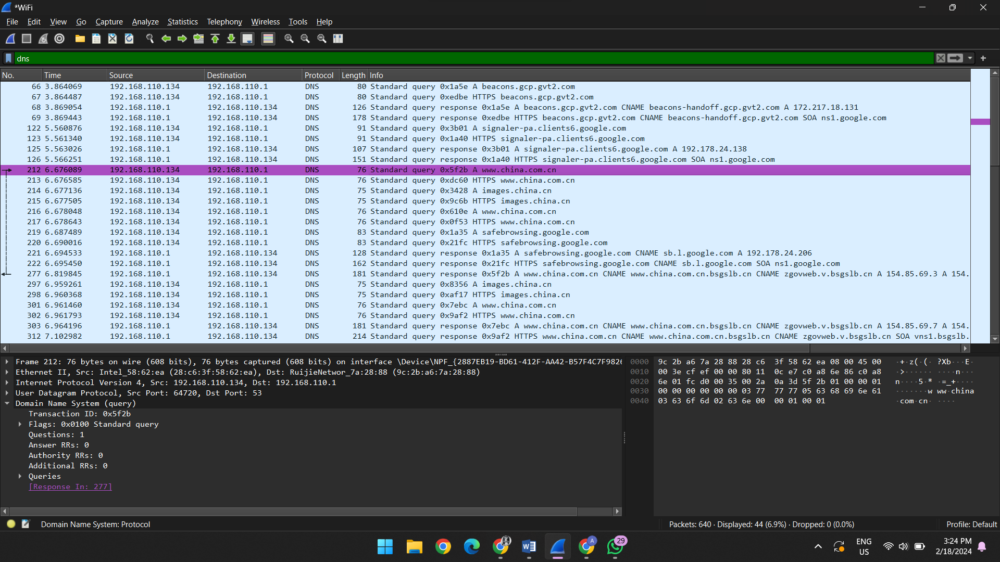 *WiFi
File Edit View Go Capture Analyze Statistics Telephony Wireless Tools Help
dns
No. Time Source Destination Protocol Length Info
66 3.864069 192.168.110.134 192.168.110.1 DNS 80 Standard query 0x1a5e A beacons.gcp.gvt2.com
67 3.864487 192.168.110.134 192.168.110.1 DNS 80 Standard query 0xedbe HTTPS beacons.gcp.gvt2.com
68 3.869054 192.168.110.1 192.168.110.134 DNS 126 Standard query response 0x1a5e A beacons.gcp.gvt2.com CNAME beacons-handoff.gcp.gvt2.com A 172.217.18.131
69 3.869443 192.168.110.1 192.168.110.134 DNS 178 Standard query response 0xedbe HTTPS beacons.gcp.gvt2.com CNAME beacons-handoff.gcp.gvt2.com SOA ns1.google.com
122 5.560876 192.168.110.134 192.168.110.1 DNS 91 Standard query 0x3b01 A signaler-pa.clients6.google.com
123 5.561340 192.168.110.134 192.168.110.1 DNS 91 Standard query 0x1a40 HTTPS signaler-pa.clients6.google.com
125 5.563026 192.168.110.1 192.168.110.134 DNS 107 Standard query response 0x3b01 A signaler-pa.clients6.google.com A 192.178.24.138
126 5.566251 192.168.110.1 192.168.110.134 DNS 151 Standard query response 0x1a40 HTTPS signaler-pa.clients6.google.com SOA ns1.google.com
212 6.676089 192.168.110.134 192.168.110.1 DNS 76 Standard query 0x5f2b A www.china.com.cn
213 6.676585 192.168.110.134 192.168.110.1 DNS 76 Standard query 0xdc60 HTTPS www.china.com.cn
214 6.677136 192.168.110.134 192.168.110.1 DNS 75 Standard query 0x3428 A images.china.cn
215 6.677505 192.168.110.134 192.168.110.1 DNS 75 Standard query 0x9c6b HTTPS images.china.cn
216 6.678048 192.168.110.134 192.168.110.1 DNS 76 Standard query 0x610e A www.china.com.cn
217 6.678643 192.168.110.134 192.168.110.1 DNS 76 Standard query 0x0f53 HTTPS www.china.com.cn
219 6.687489 192.168.110.134 192.168.110.1 DNS 83 Standard query 0x1a35 A safebrowsing.google.com
220 6.690016 192.168.110.134 192.168.110.1 DNS 83 Standard query 0x21fc HTTPS safebrowsing.google.com
221 6.694533 192.168.110.1 192.168.110.134 DNS 128 Standard query response 0x1a35 A safebrowsing.google.com CNAME sb.l.google.com A 192.178.24.206
222 6.695450 192.168.110.1 192.168.110.134 DNS 162 Standard query response 0x21fc HTTPS safebrowsing.google.com CNAME sb.l.google.com SOA ns1.google.com
277 6.819845 192.168.110.1 192.168.110.134 DNS 181 Standard query response 0x5f2b A www.china.com.cn CNAME www.china.com.cn.bsgslb.cn CNAME zgovweb.v.bsgslb.cn A 154.85.69.3 A 154.
297 6.959261 192.168.110.134 192.168.110.1 DNS 75 Standard query 0x8356 A images.china.cn
298 6.960368 192.168.110.134 192.168.110.1 DNS 75 Standard query 0xaf17 HTTPS images.china.cn
301 6.961460 192.168.110.134 192.168.110.1 DNS 76 Standard query 0x7ebc A www.china.com.cn
302 6.961793 192.168.110.134 192.168.110.1 DNS 76 Standard query 0x9af2 HTTPS www.china.com.cn
303 6.964196 192.168.110.1 192.168.110.134 DNS 181 Standard query response 0x7ebc A www.china.com.cn CNAME www.china.com.cn.bsgslb.cn CNAME zgovweb.v.bsgslb.cn A 154.85.69.7 A 154.
312 7.102982 192.168.110.1 192.168.110.134 DNS 214 Standard query response 0x9af2 HTTPS www.china.com.cn CNAME www.china.com.cn.bsgslb.cn CNAME zgovweb.v.bsgslb.cn SOA vns1.bsgslb.
Frame 212: 76 bytes on wire (608 bits), 76 bytes captured (608 bits) on interface \Device\NPF_{2887EB19-BD61-412F-AA42-B57F4C7F9826
Ethernet II, Src: Intel_58:62:ea (28:c6:3f:58:62:ea), Dst: RuijieNetwor_7a:28:88 (9c:2b:a6:7a:28:88)
Internet Protocol Version 4, Src: 192.168.110.134, Dst: 192.168.110.1
User Datagram Protocol, Src Port: 64720, Dst Port: 53
Domain Name System (query)
Transaction ID: 0x5f2b
Flags: 0x0100 Standard query
Questions: 1
Answer RRs: 0
Authority RRs: 0
Additional RRs: 0
Queries
[Response In: 277]
0000 9c 2b a6 7a 28 88 28 c6 3f 58 62 ea 08 00 45 00 ·+·z(·(· ?Xb···E·
0010 00 3e cf ef 00 00 80 11 0c e7 c0 a8 6e 86 c0 a8 ·>······ ····n···
0020 6e 01 fc d0 00 35 00 2a 0a 3d 5f 2b 01 00 00 01 n····5·* ·=_+····
0030 00 00 00 00 00 00 03 77 77 77 05 63 68 69 6e 61 ·······w ww·china
0040 03 63 6f 6d 02 63 6e 00 00 01 00 01 ·com·cn· ····
Domain Name System: Protocol
Packets: 640 · Displayed: 44 (6.9%) · Dropped: 0 (0.0%)
Profile: Default
A
29
ENG
US
3:24 PM
2/18/2024